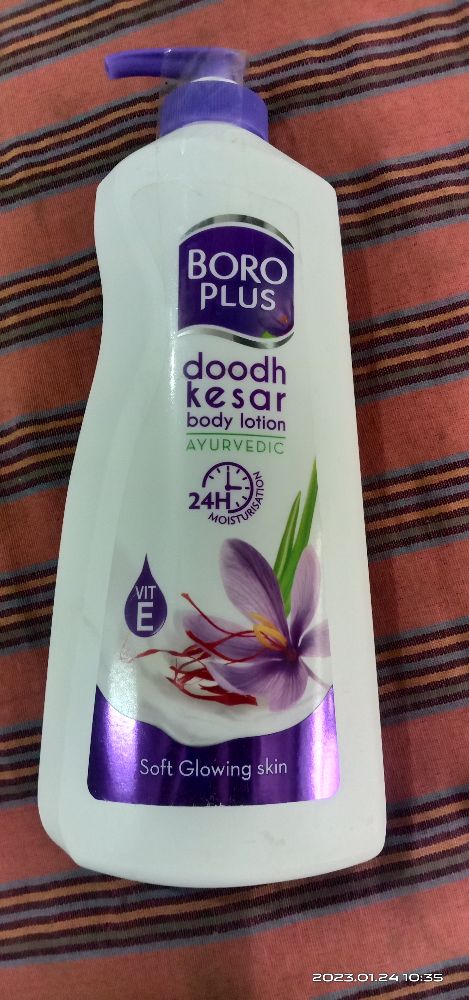 BORO
PLUS
doodh
kesar
body lotion
AYURVEDIC
24H
MOISTURISATION
VIT
E
Soft Glowing skin
2023.01.24 10:35